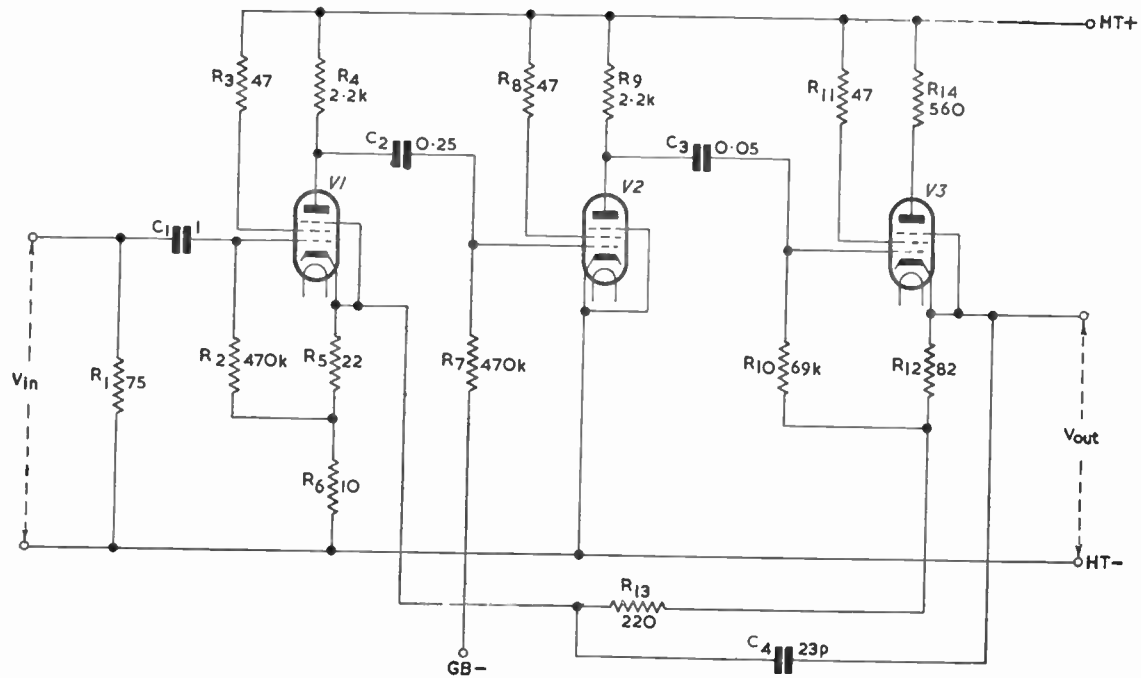 HT+
R3 47
R4 2·2k
R8 47
R9 2·2k
R11 47
R14 560
C2 0·25
C3 0·05
V1
V2
V3
C1 1
Vin
R1 75
R2 470k
R5 22
R7 470k
R10 69k
R12 82
Vout
R6 10
HT-
R13 220
C4 23p
GB-